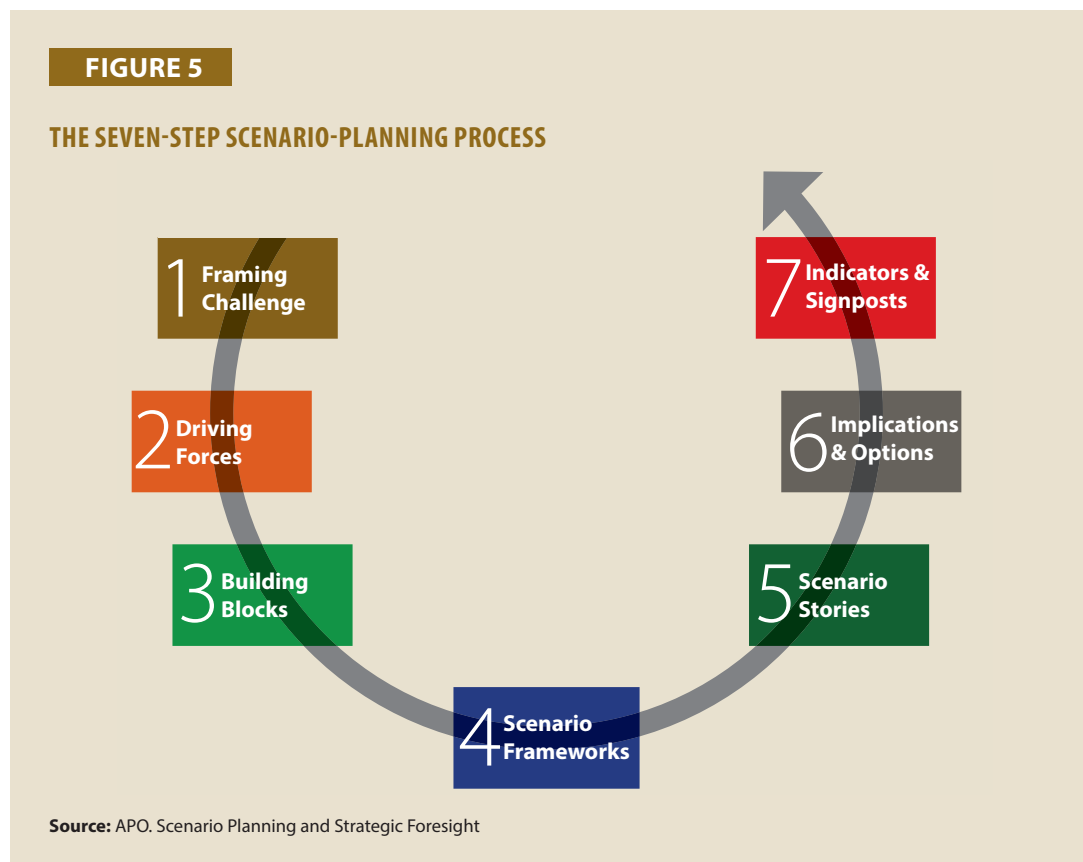 FIGURE 5
THE SEVEN-STEP SCENARIO-PLANNING PROCESS
1 Framing
Challenge
2 Driving
Forces
3 Building
Blocks
4 Scenario
Frameworks
5 Scenario
Stories
6 Implications
& Options
7 Indicators &
Signposts
Source: APO. Scenario Planning and Strategic Foresight